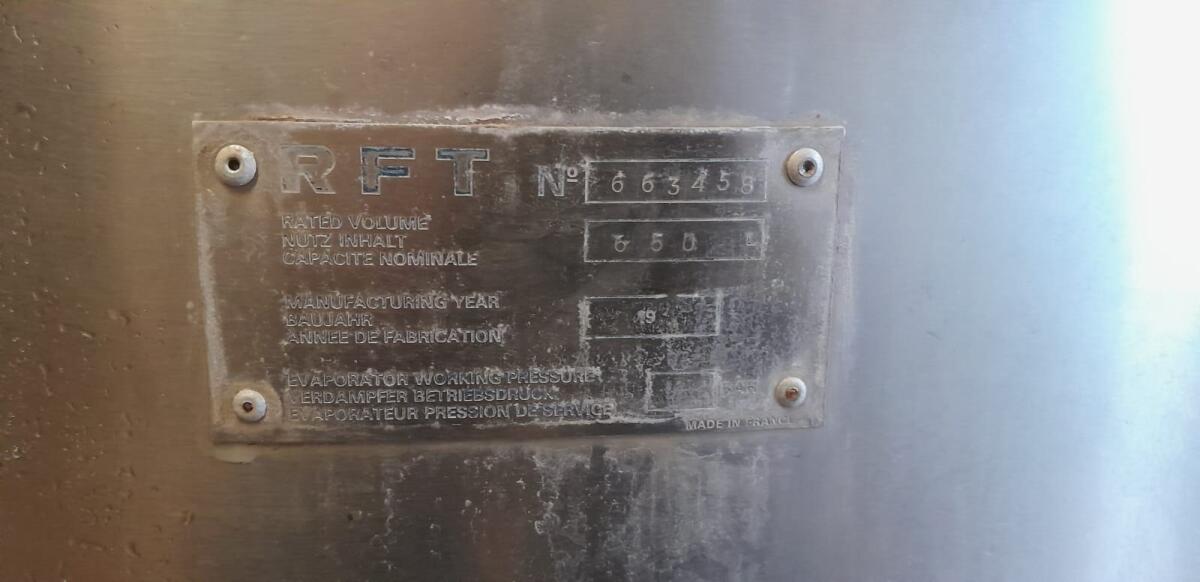 RFT Nº 663458
RATED VOLUME
NUTZ INHALT
CAPACITE NOMINALE
650 L
MANUFACTURING YEAR
BAUJAHR
ANNEE DE FABRICATION
19
EVAPORATOR WORKING PRESSURE
VERDAMPFER BETRIEBSDRUCK
EVAPORATEUR PRESSION DE SERVICE
BAR
MADE IN FRANCE